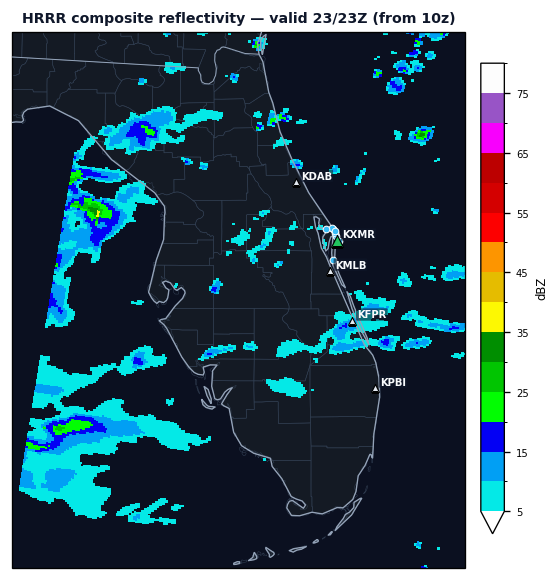 HRRR composite reflectivity — valid 23/23Z (from 10z)
KDAB
KXMR
KMLB
KFPR
KPBI
75
65
55
45
35
25
15
5
dBZ